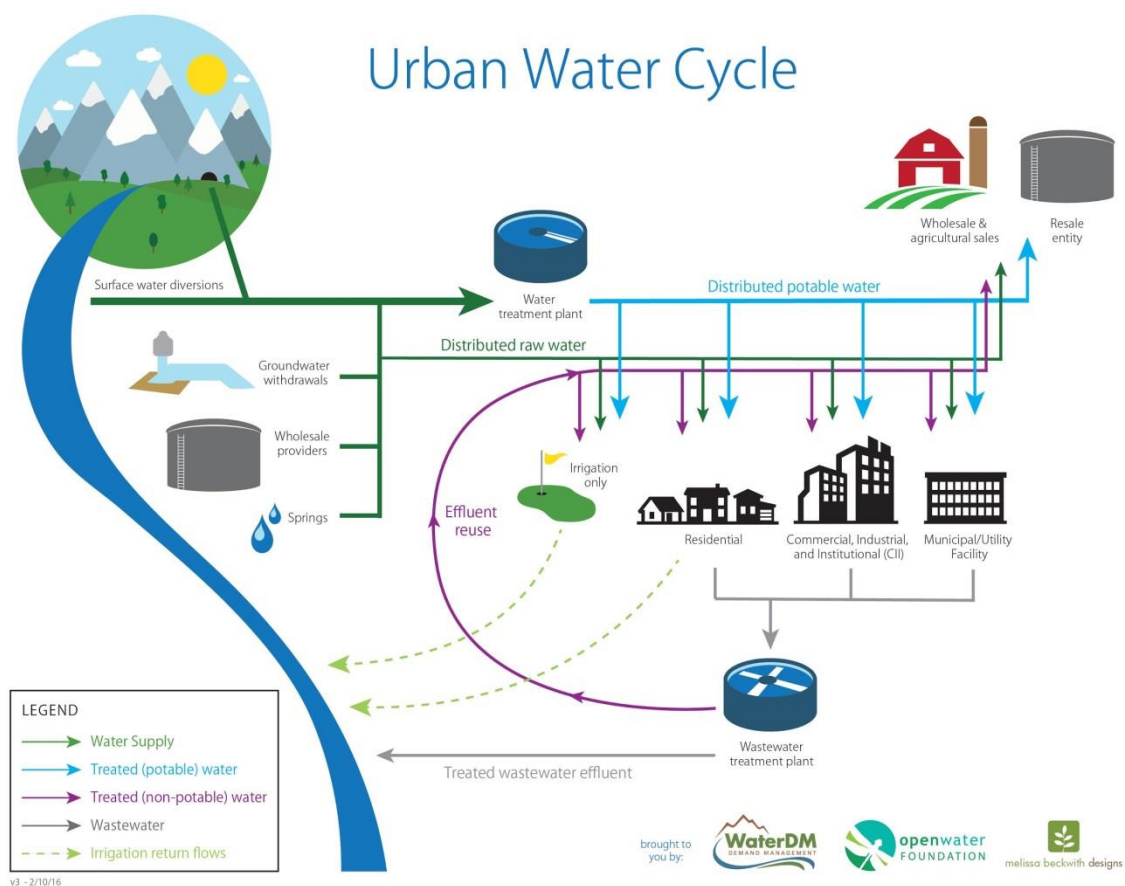 Urban Water Cycle
Wholesale &
agricultural sales
Resale
entity
Surface water diversions
Water
treatment plant
Distributed potable water
Distributed raw water
Groundwater
withdrawals
Wholesale
providers
Springs
Effluent
reuse
Irrigation
only
Residential
Commercial, Industrial,
and Institutional (CII)
Municipal/Utility
Facility
Wastewater
treatment plant
Treated wastewater effluent
LEGEND
Water Supply
Treated (potable) water
Treated (non-potable) water
Wastewater
Irrigation return flows
v3 - 2/10/16
brought to
you by:
WaterDM
DEMAND MANAGEMENT
openwater
FOUNDATION
melissa beckwith designs